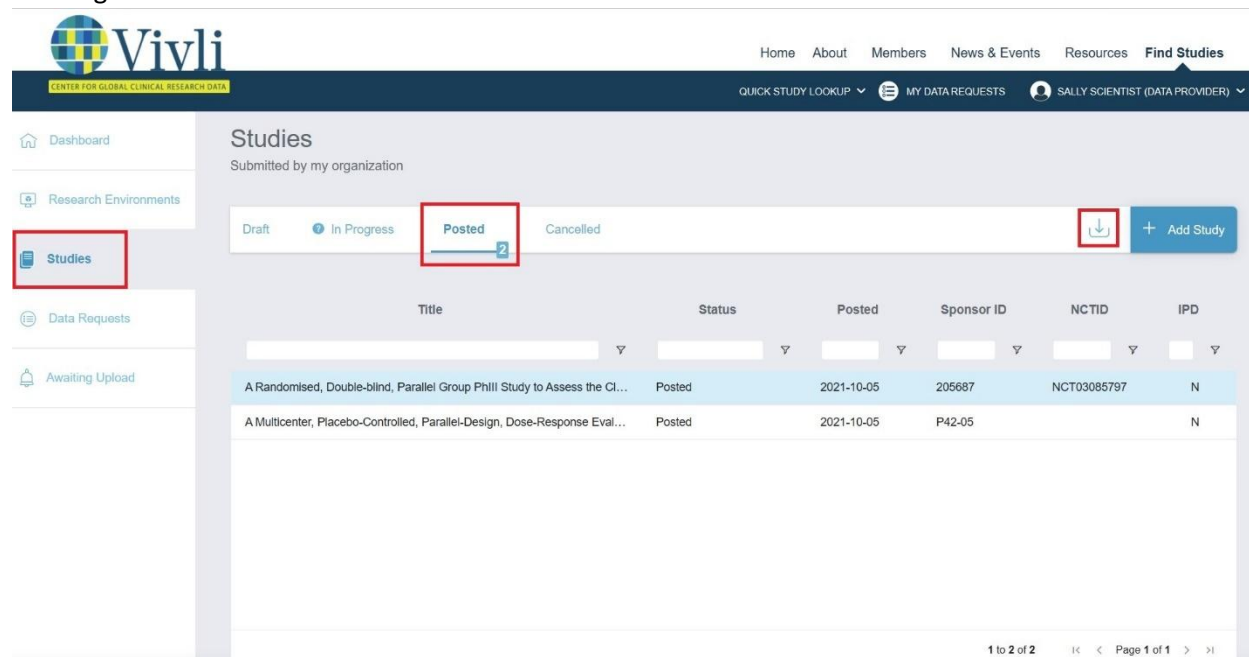 Vivli
CENTER FOR GLOBAL CLINICAL RESEARCH DATA
Home About Members News & Events Resources Find Studies
QUICK STUDY LOOKUP MY DATA REQUESTS SALLY SCIENTIST (DATA PROVIDER)
Dashboard
Research Environments
Studies
Data Requests
Awaiting Upload
Studies
Submitted by my organization
Draft ? In Progress Posted 2 Cancelled + Add Study
Title Status Posted Sponsor ID NCTID IPD
A Randomised, Double-blind, Parallel Group PhIII Study to Assess the Cl... Posted 2021-10-05 205687 NCT03085797 N
A Multicenter, Placebo-Controlled, Parallel-Design, Dose-Response Eval... Posted 2021-10-05 P42-05 N
1 to 2 of 2 Page 1 of 1